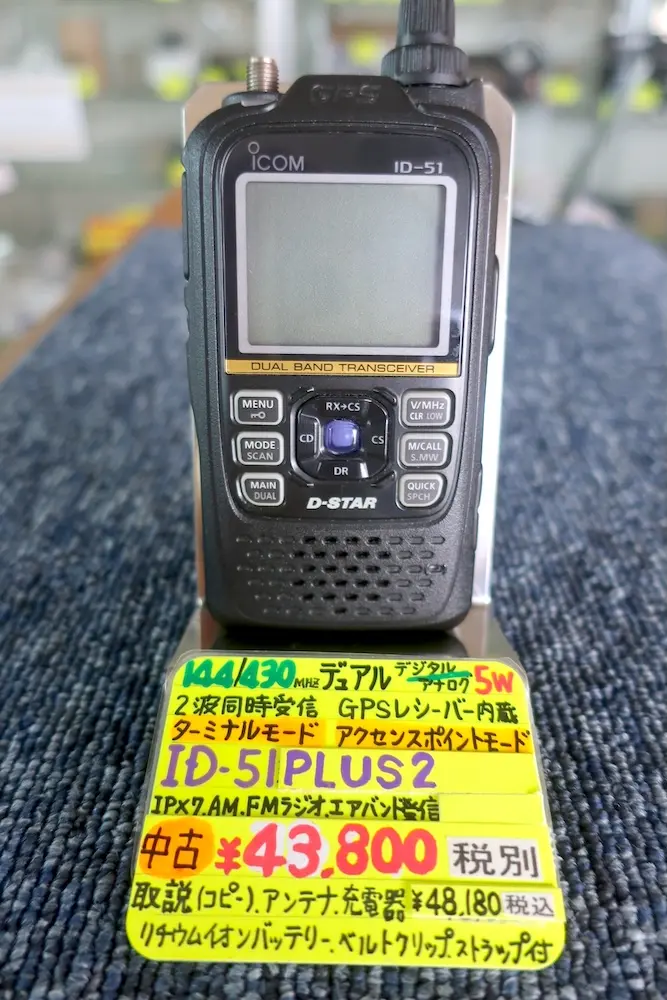 GPS
ICOM ID-51
DUAL BAND TRANSCEIVER
MENU RX→CS V/MHz
CLR LOW
MODE CD CS M/CALL
SCAN S.MW
MAIN DR QUICK
DUAL SPCH
D-STAR
144/430MHz デュアル デジタル アナログ 5W
2波同時受信 GPSレシーバー内蔵
ターミナルモード アクセンスポイントモード
ID-51PLUS2
IPX7.AM.FMラジオ.エアバンド受信
中古 ¥43,800 税別
取説(コピー).アンテナ.充電器 ¥48,180税込
リチウムイオンバッテリー.ベルトクリップ.ストラップ付